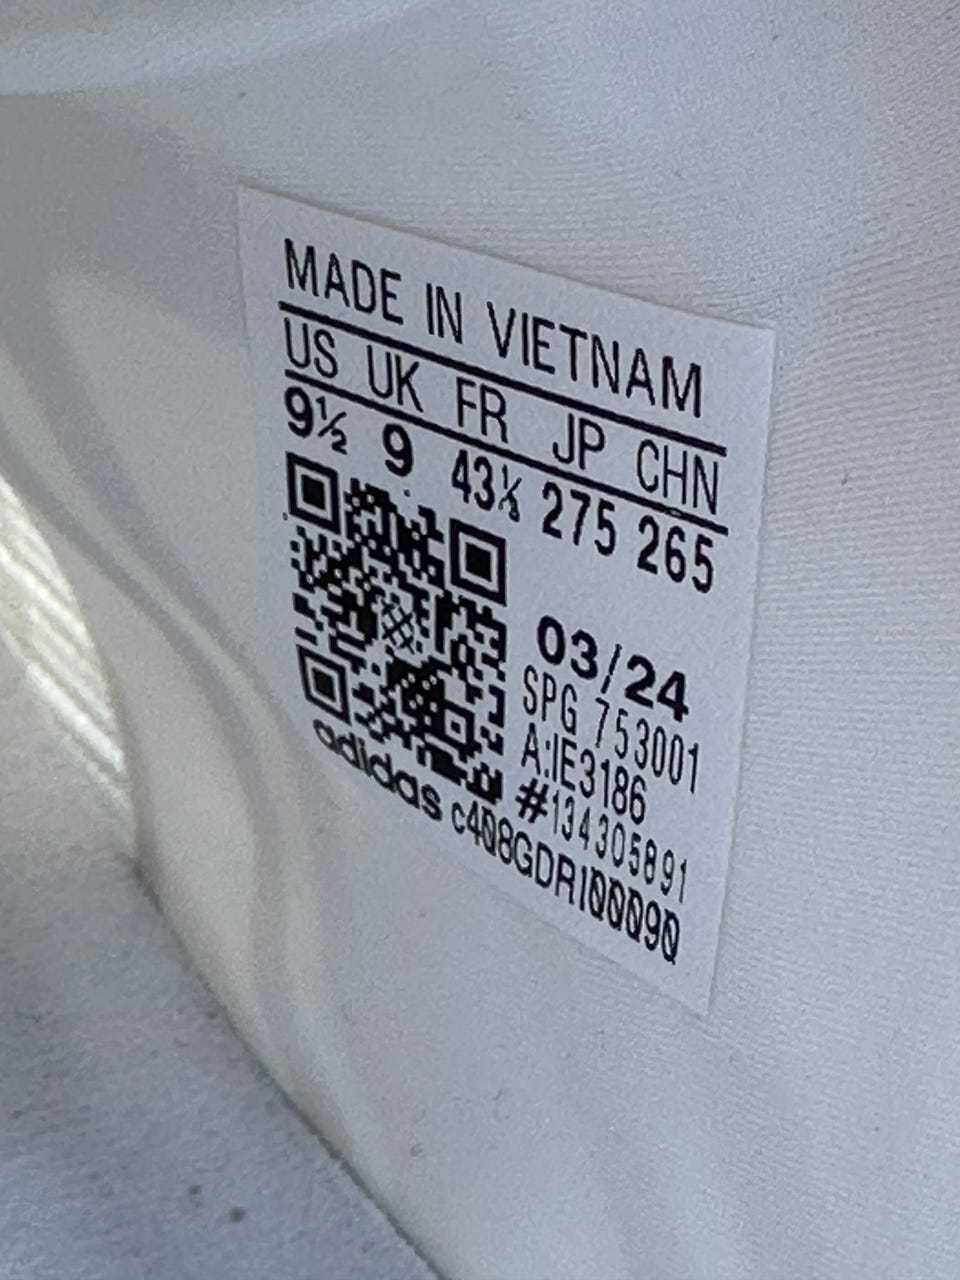 MADE IN VIETNAM
US UK FR JP CHN
9½ 9 43⅓ 275 265
03/24
SPG 753001
A:IE3186
#134305891
adidas c408GDRI00090